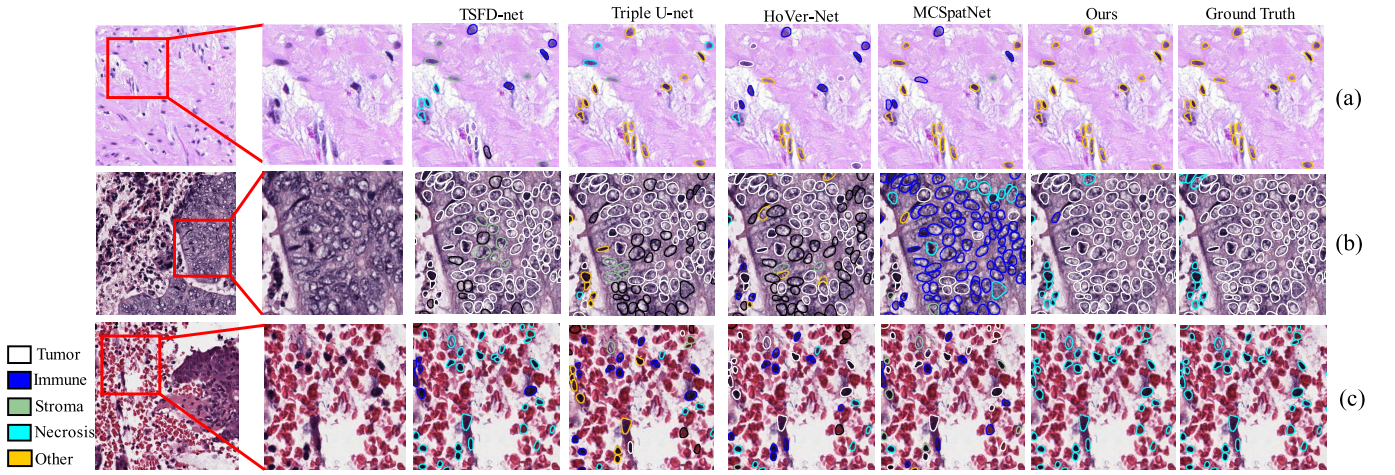 TSFD-net Triple U-net HoVer-Net MCSpatNet Ours Ground Truth
(a)
(b)
Tumor
Immune
Stroma
(c)
Necrosis
Other